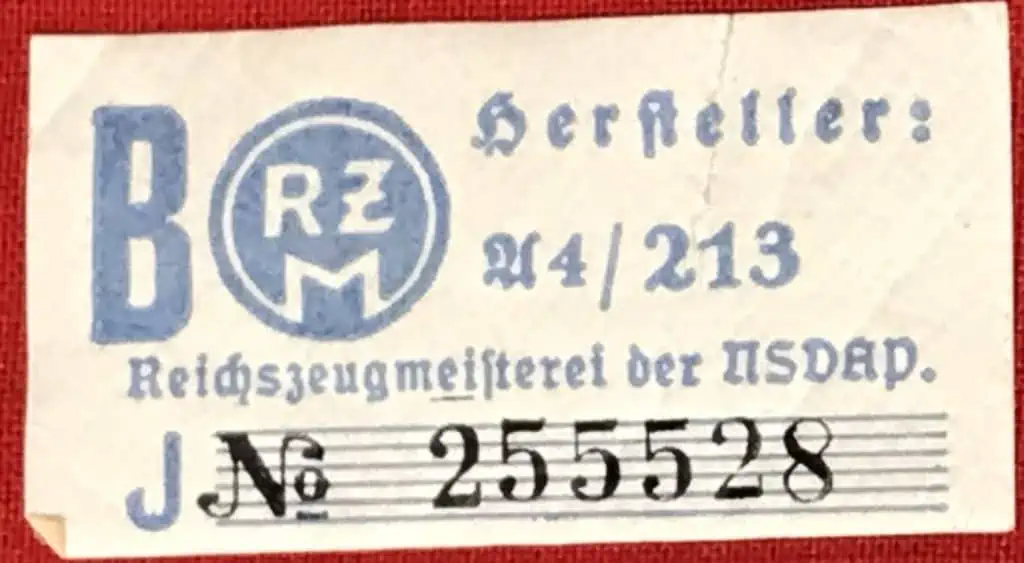 B RZM Hersteller:
A4/213
Reichszeugmeisterei der NSDAP.
J No 255528